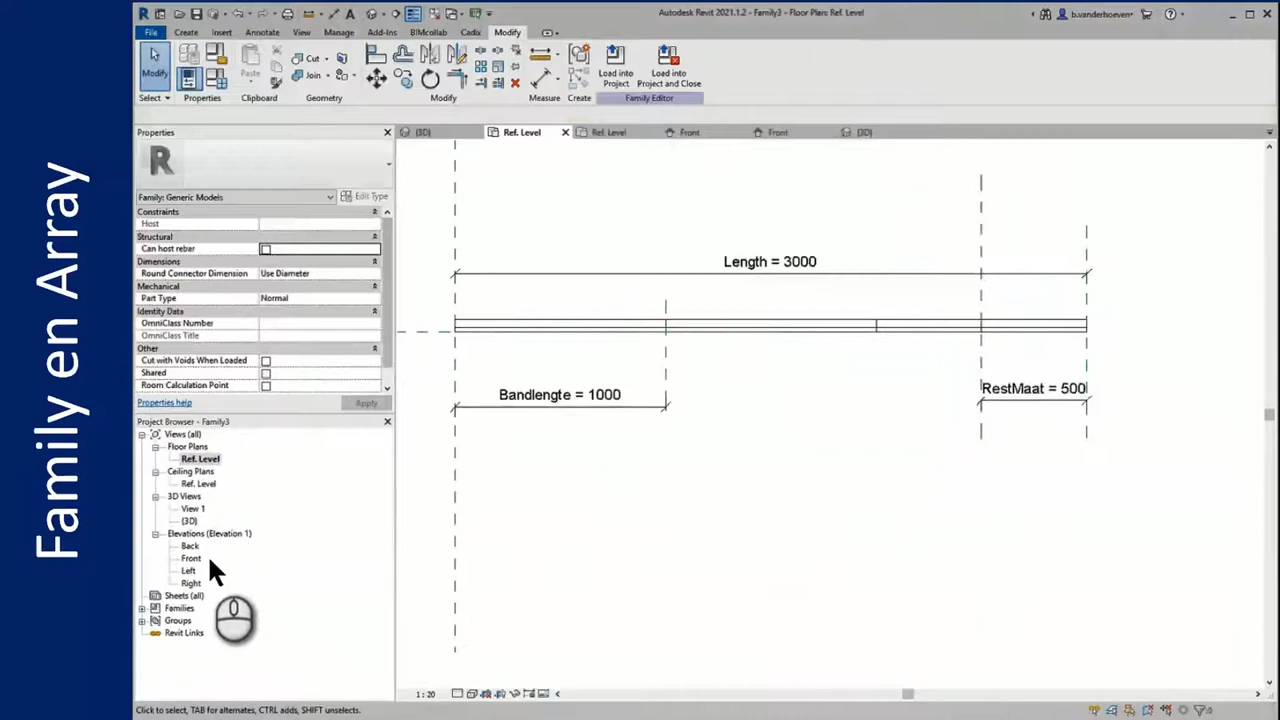 Family en Array
Autodesk Revit 2021.1.2 - Family3 - Floor Plan: Ref. Level
b.vanderhoeven
File Create Insert Annotate View Manage Add-Ins BIMcollab Cadix Modify
Modify
Paste
Cut
Join
Load into
Project
Load into
Project and Close
Select Properties Clipboard Geometry Modify Measure Create Family Editor
Properties
{3D} Ref. Level Ref. Level Front Front {3D}
R
Family: Generic Models Edit Type
Constraints
Host
Structural
Can host rebar
Dimensions
Round Connector Dimension Use Diameter
Mechanical
Part Type Normal
Identity Data
OmniClass Number
OmniClass Title
Other
Cut with Voids When Loaded
Shared
Room Calculation Point
Properties help Apply
Project Browser - Family3
Views (all)
Floor Plans
Ref. Level
Ceiling Plans
Ref. Level
3D Views
View 1
{3D}
Elevations (Elevation 1)
Back
Front
Left
Right
Sheets (all)
Families
Groups
Revit Links
Length = 3000
Bandlengte = 1000
RestMaat = 500
1 : 20
Click to select, TAB for alternates, CTRL adds, SHIFT unselects.
:0